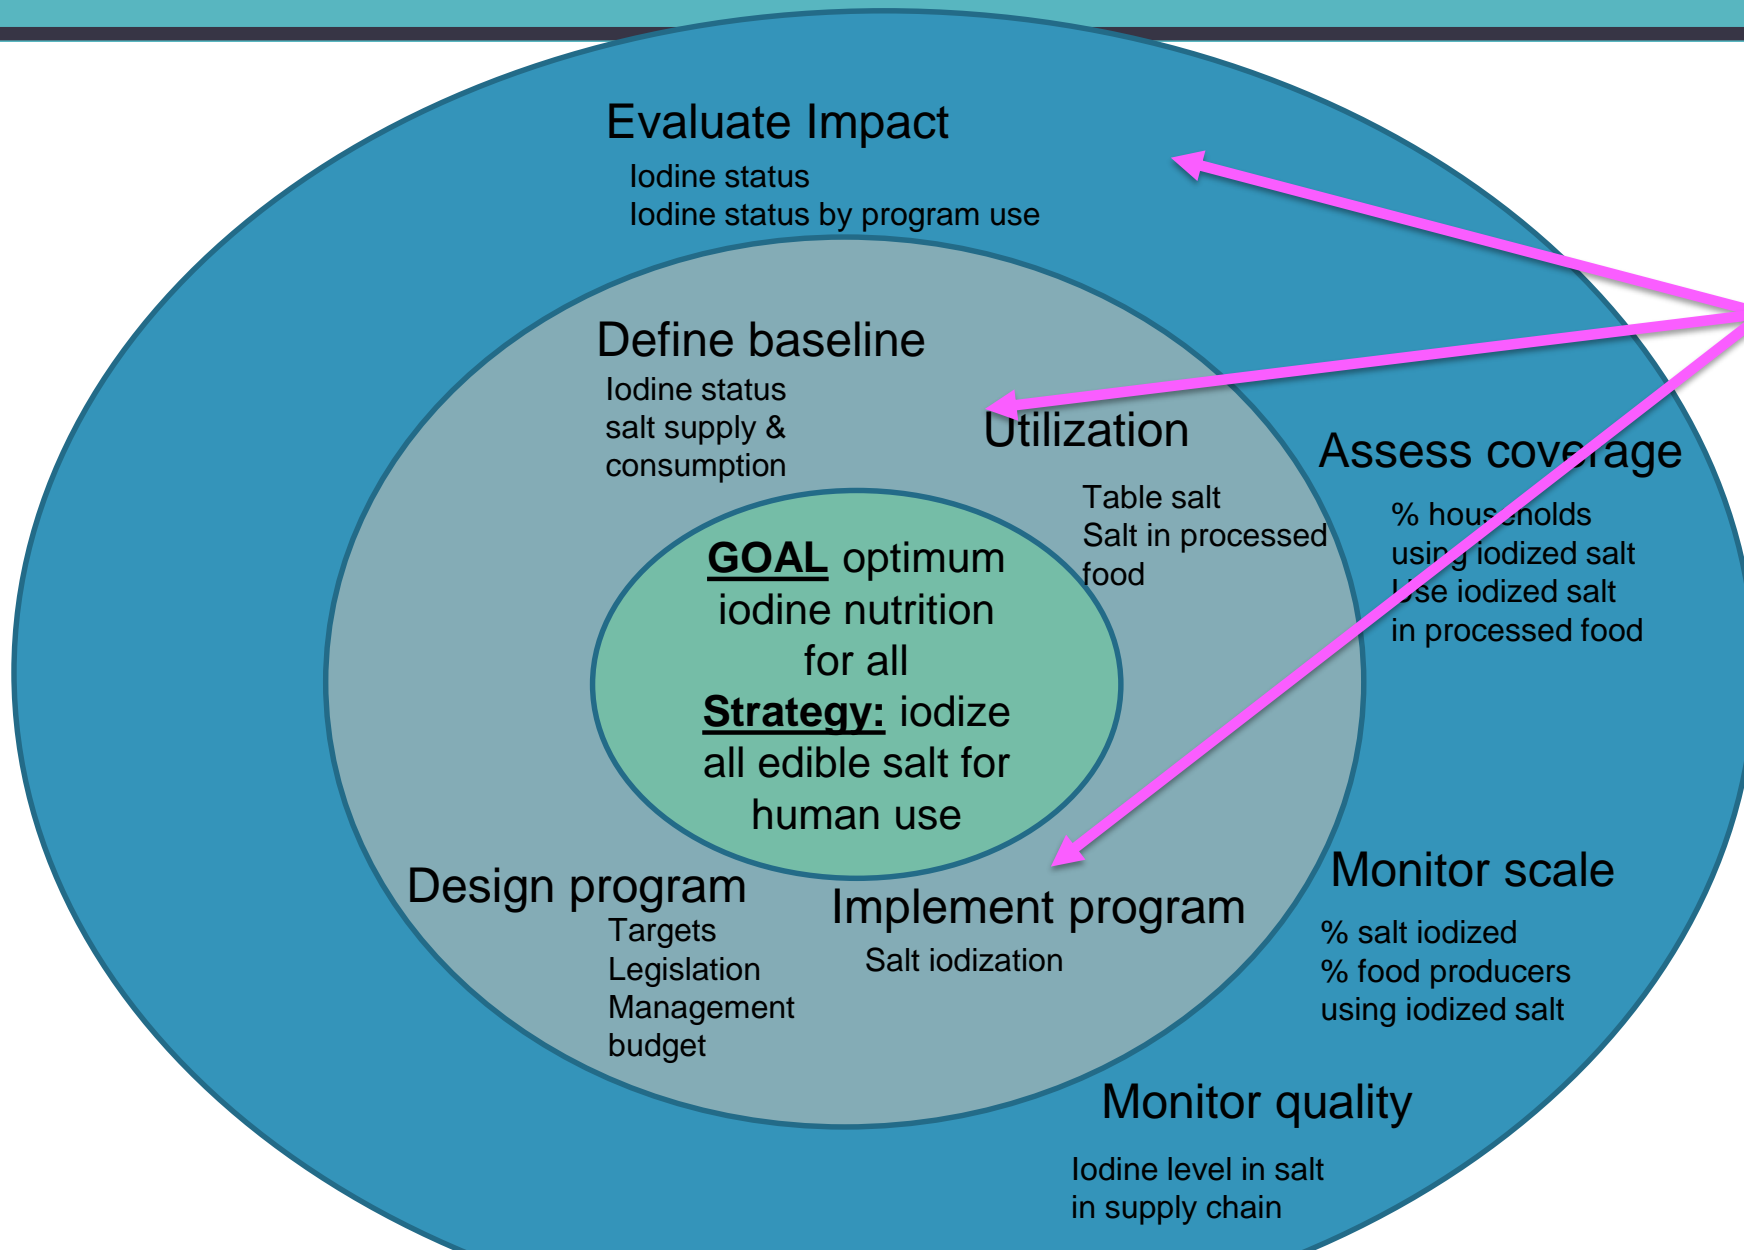 Evaluate Impact
Iodine status
Iodine status by program use
Define baseline
Iodine status
salt supply &
consumption
Utilization
Table salt
Salt in processed
food
Assess coverage
% households
using iodized salt
Use iodized salt
in processed food
GOAL optimum
iodine nutrition
for all
Strategy: iodize
all edible salt for
human use
Design program
Targets
Legislation
Management
budget
Implement program
Salt iodization
Monitor scale
% salt iodized
% food producers
using iodized salt
Monitor quality
Iodine level in salt
in supply chain